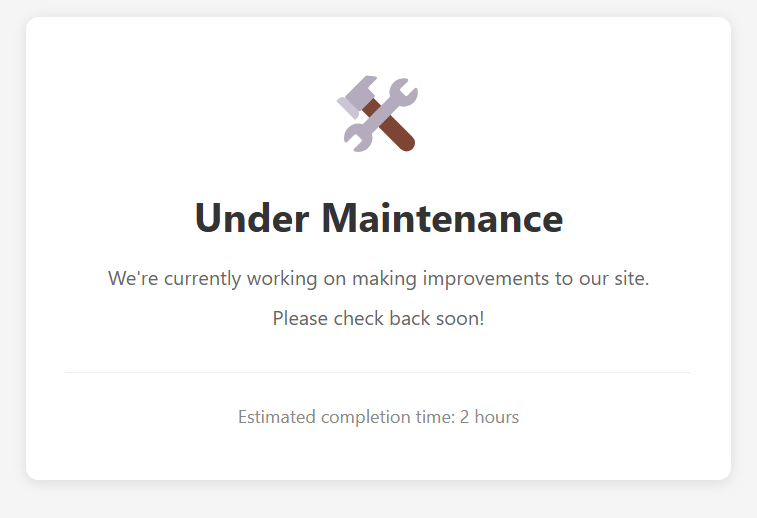 Under Maintenance
We're currently working on making improvements to our site.
Please check back soon!
Estimated completion time: 2 hours